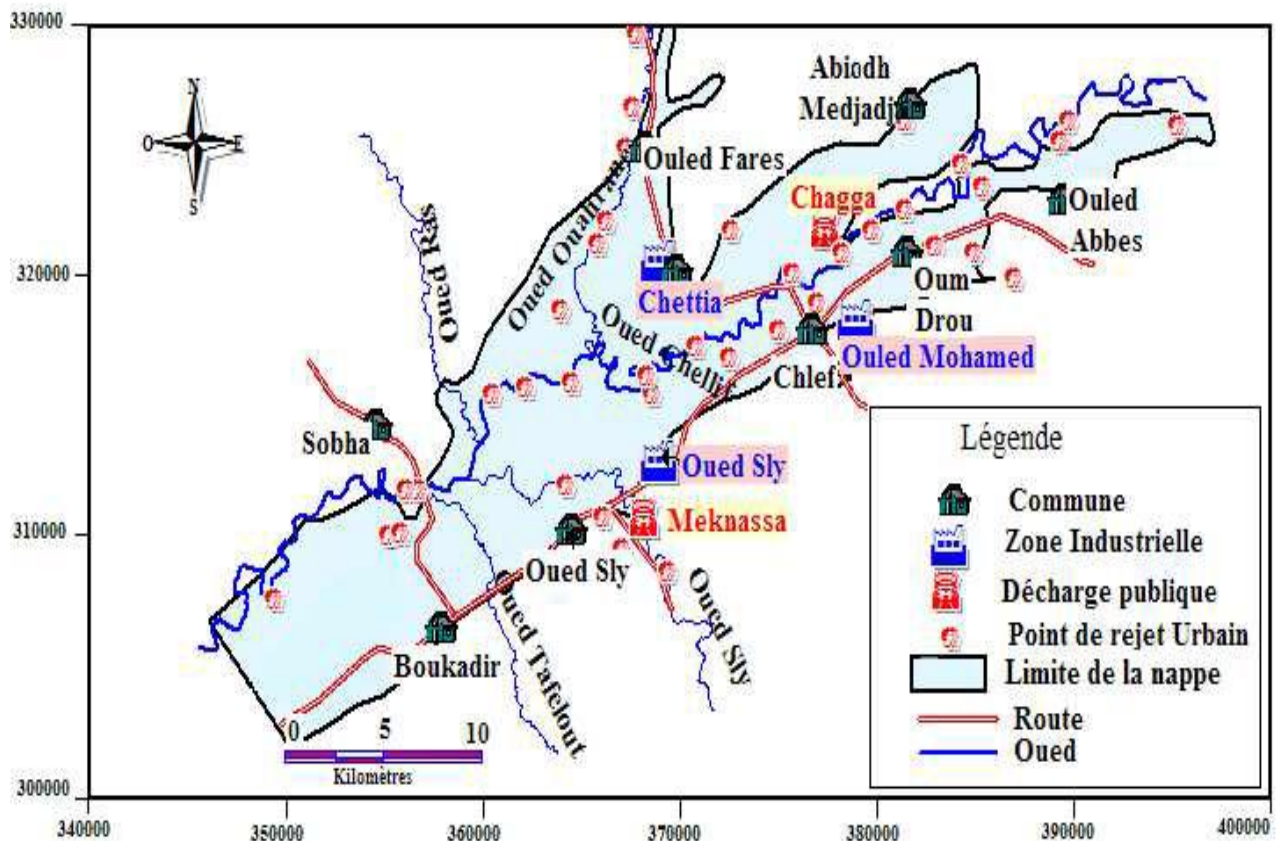 330000
320000
310000
300000
340000
350000
360000
370000
380000
390000
400000
N
O
E
S
Abiodh
Medjadja
Ouled Fares
Chagga
Ouled
Abbes
Oued Ouahrane
Oued Ras
Chettia
Oum
Drou
Oued Chellif
Ouled Mohamed
Chlef
Sobha
Oued Sly
Meknassa
Oued Sly
Oued Sly
Oued Tafelout
Boukadir
0 5 10
Kilomètres
Légende
Commune
Zone Industrielle
Décharge publique
Point de rejet Urbain
Limite de la nappe
Route
Oued